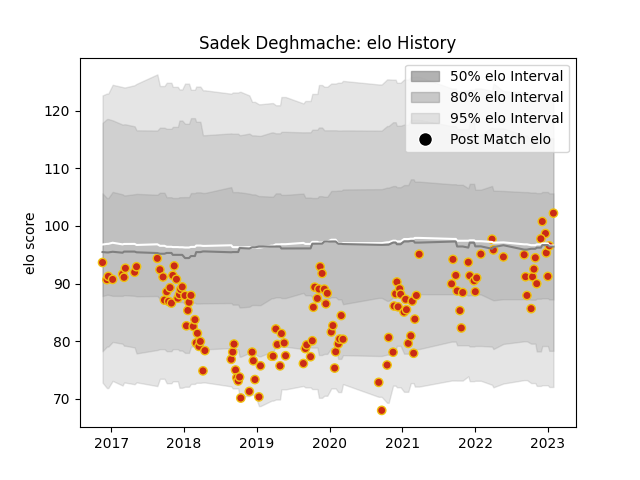 Sadek Deghmache: elo History
50% elo Interval
80% elo Interval
95% elo Interval
Post Match elo
elo score
120
110
100
90
80
70
2017 2018 2019 2020 2021 2022 2023